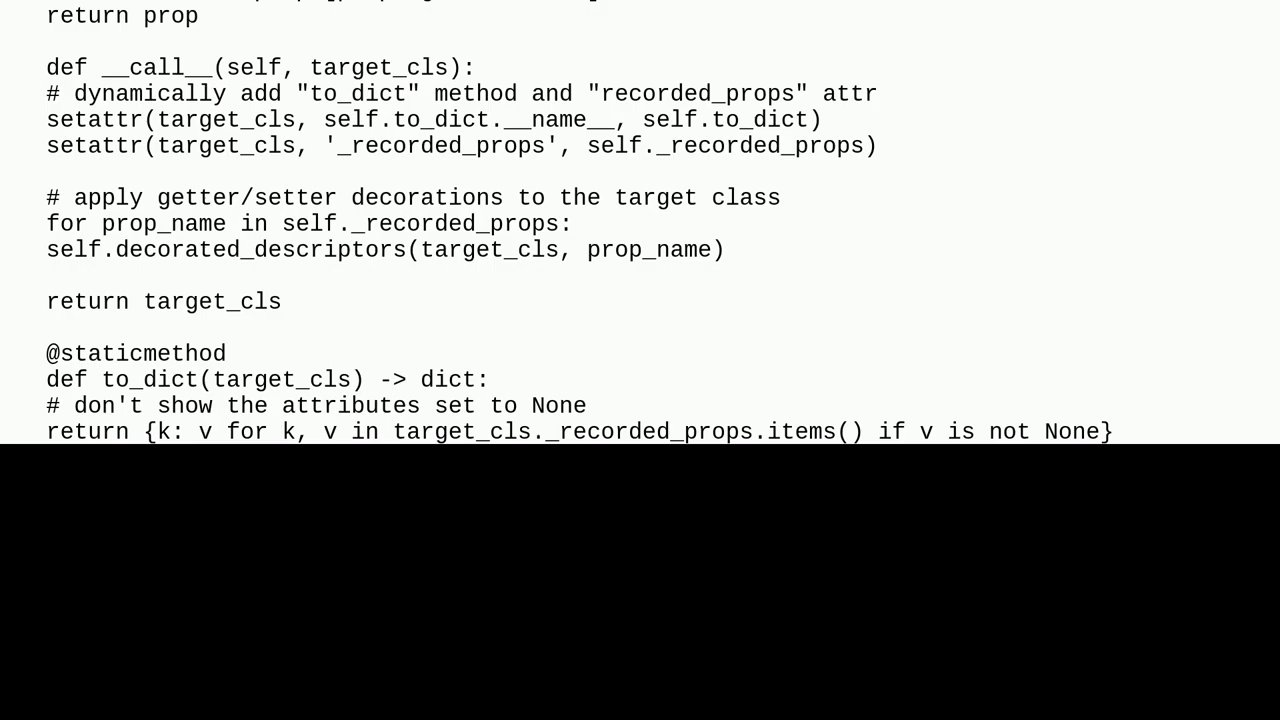 return prop
def __call__(self, target_cls):
# dynamically add "to_dict" method and "recorded_props" attr
setattr(target_cls, self.to_dict.__name__, self.to_dict)
setattr(target_cls, '_recorded_props', self._recorded_props)
# apply getter/setter decorations to the target class
for prop_name in self._recorded_props:
self.decorated_descriptors(target_cls, prop_name)
return target_cls
@staticmethod
def to_dict(target_cls) -> dict:
# don't show the attributes set to None
return {k: v for k, v in target_cls._recorded_props.items() if v is not None}